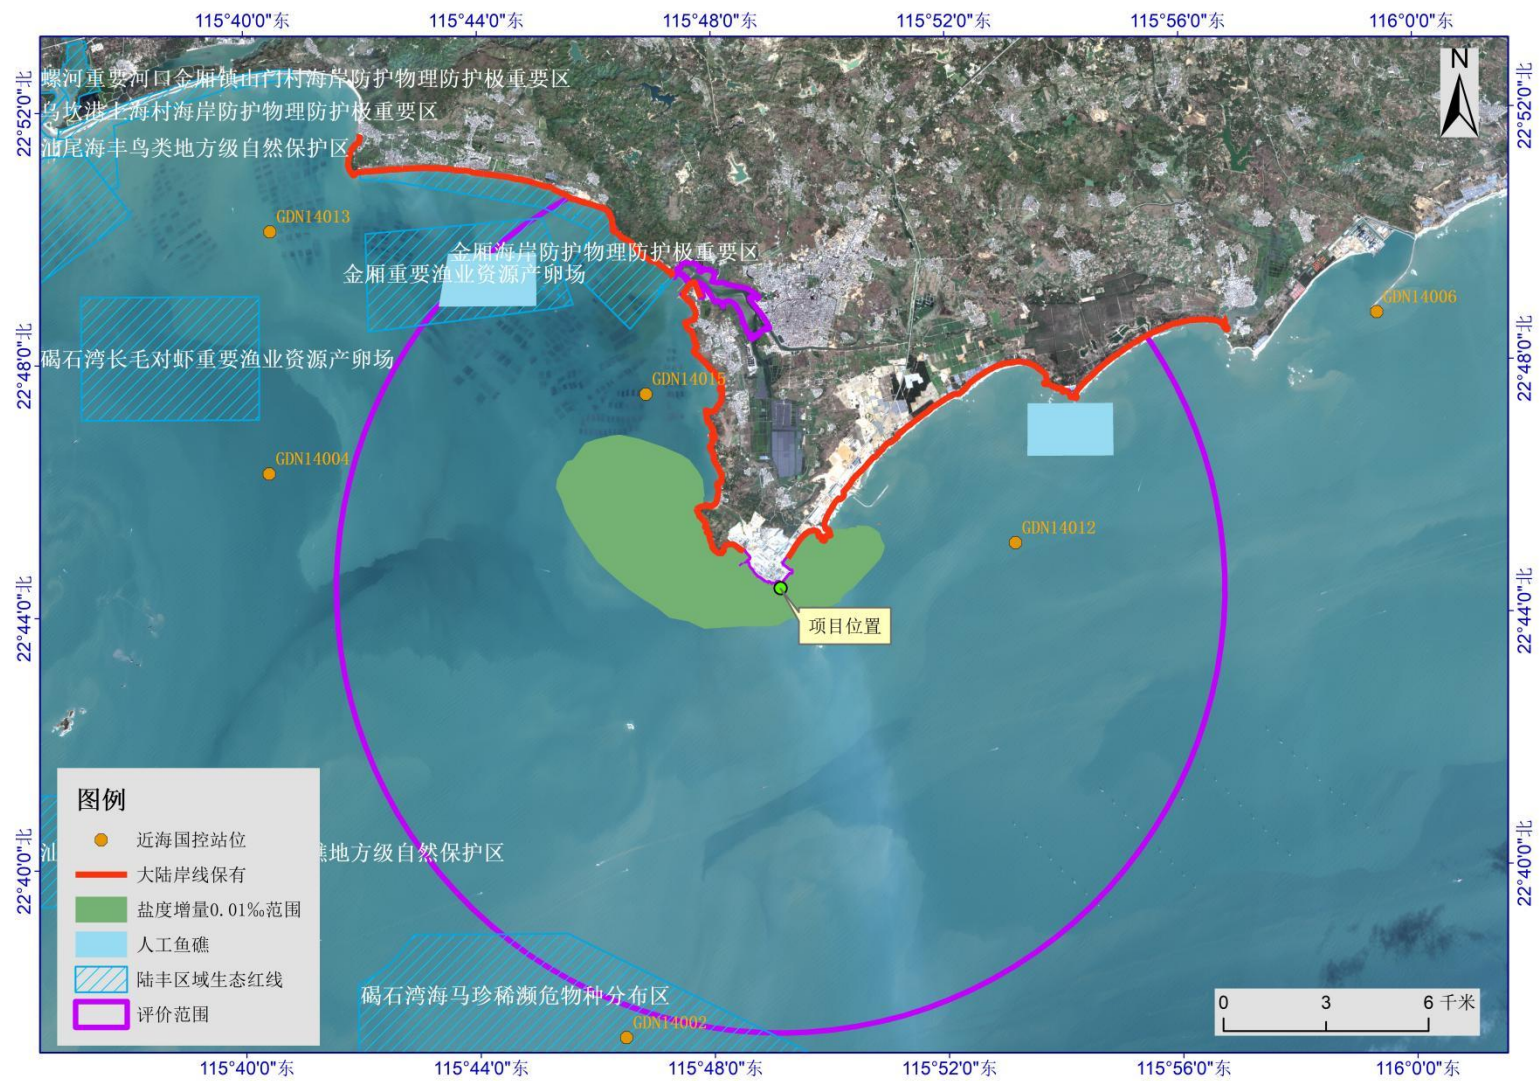 115°40'0"东
115°44'0"东
115°48'0"东
115°52'0"东
115°56'0"东
116°0'0"东
22°52'0"北
22°48'0"北
22°44'0"北
22°40'0"北
N
螺河重要河口金厢镇山门村海岸防护物理防护极重要区
乌坎港上海村海岸防护物理防护极重要区
汕尾海丰鸟类地方级自然保护区
GDN14013
金厢海岸防护物理防护极重要区
金厢重要渔业资源产卵场
GDN14006
碣石湾长毛对虾重要渔业资源产卵场
GDN14015
GDN14004
GDN14012
项目位置
汕
礁地方级自然保护区
碣石湾海马珍稀濒危物种分布区
GDN14002
图例
近海国控站位
大陆岸线保有
盐度增量0.01‰范围
人工鱼礁
陆丰区域生态红线
评价范围
0 3 6 千米
22°52'0"北
22°48'0"北
22°44'0"北
22°40'0"北
115°40'0"东
115°44'0"东
115°48'0"东
115°52'0"东
115°56'0"东
116°0'0"东